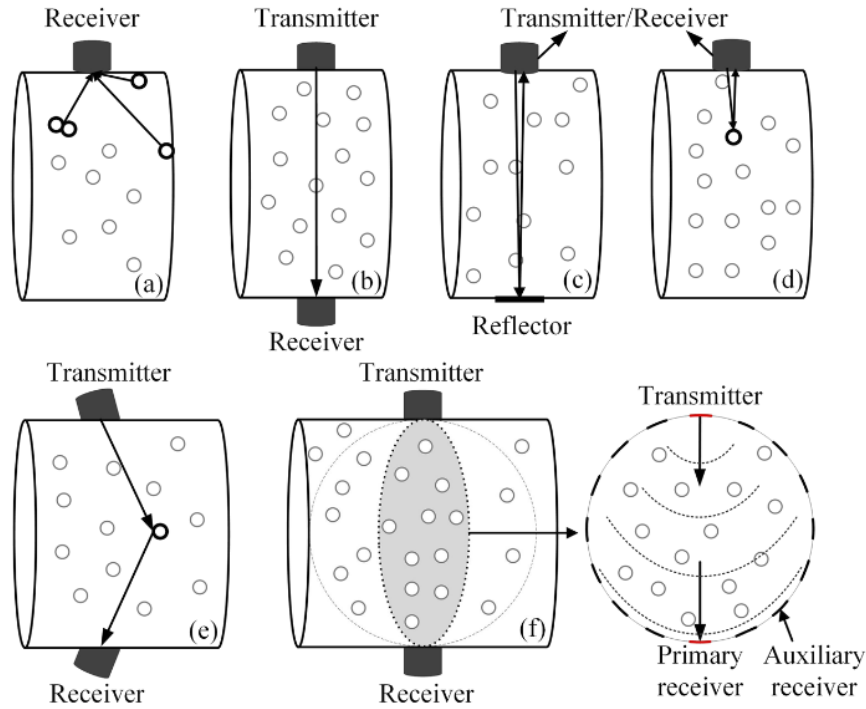 Receiver
Transmitter
Transmitter/Receiver
(a)
(b)
(c)
(d)
Receiver
Reflector
Transmitter
Transmitter
Transmitter
(e)
(f)
Receiver
Receiver
Primary
receiver
Auxiliary
receiver